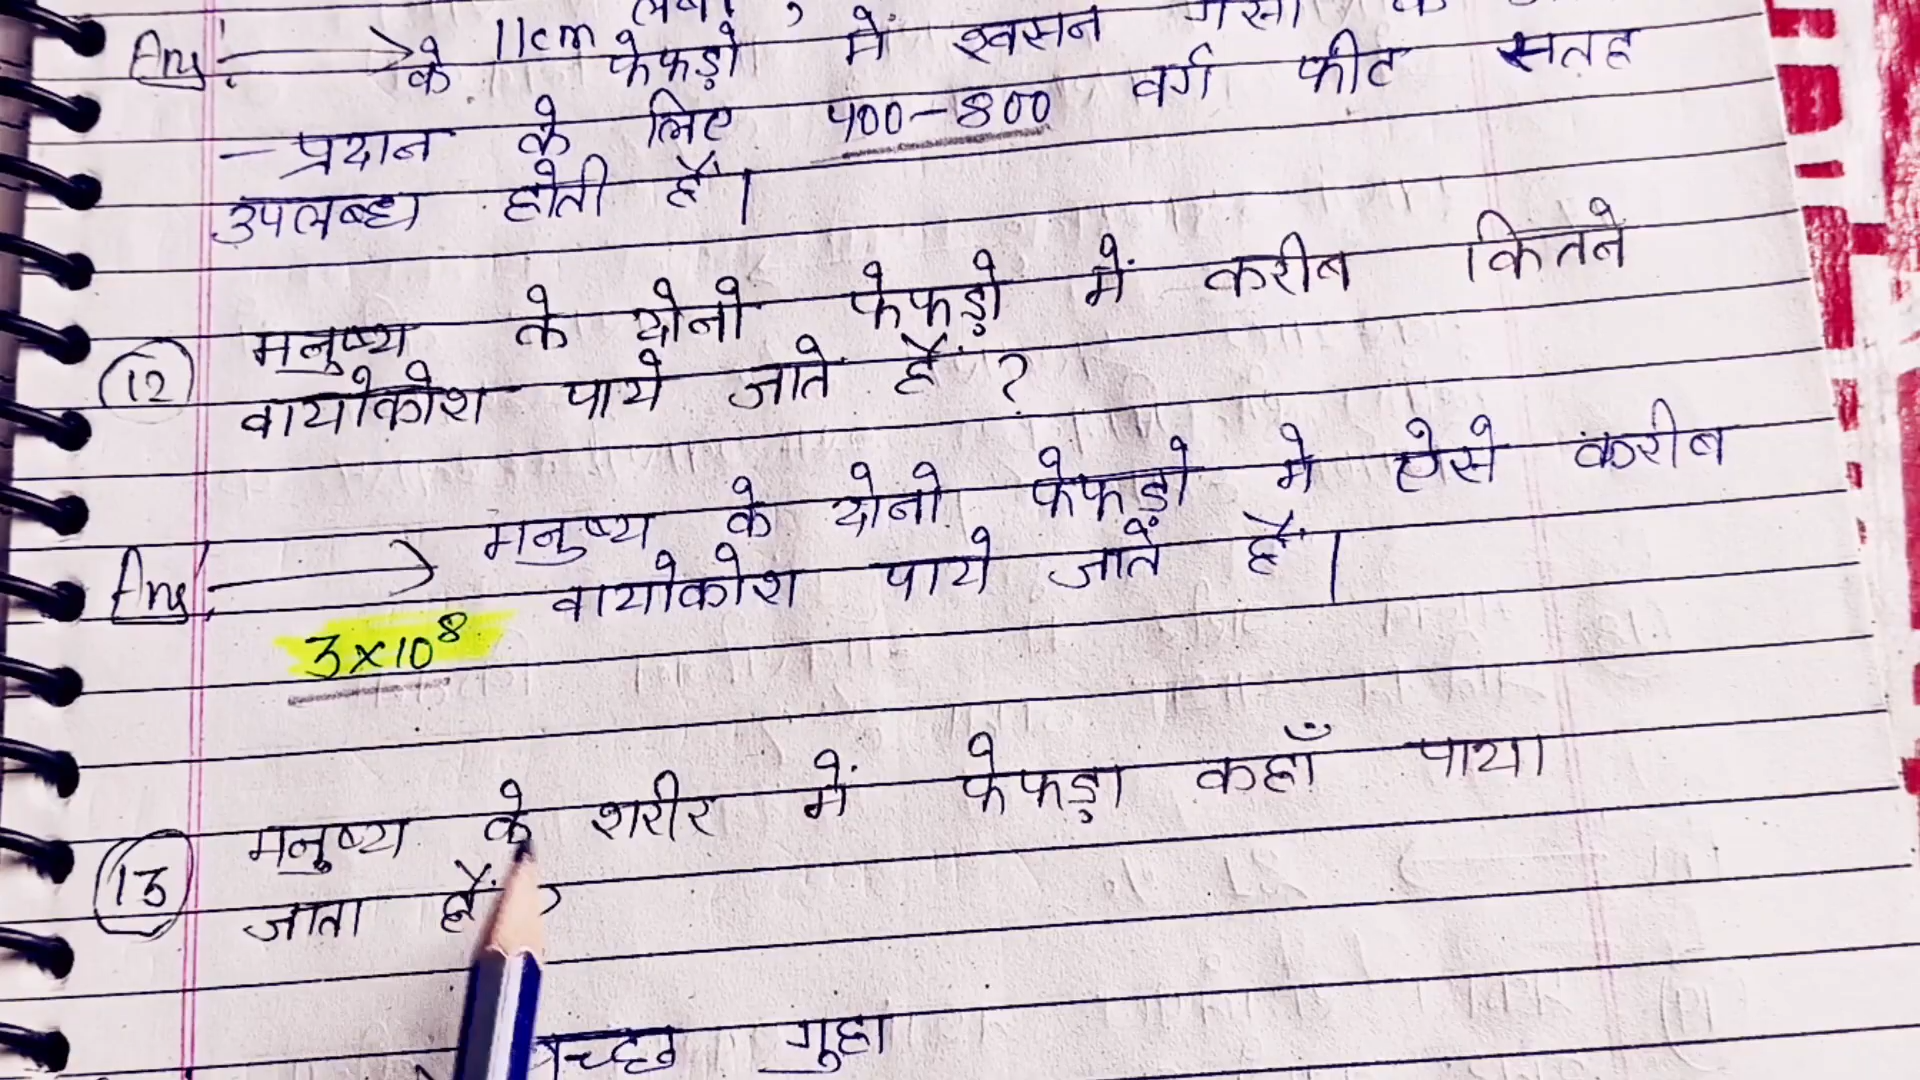 Ans: → के 11cm फेफड़ो में श्वसन
- प्रदान के लिए 400-800 वर्ग फीट सतह
उपलब्ध होती हैं।
12 मनुष्य के दोनो फेफड़ो में करीब कितने
वायोकोश पाये जाते हैं ?
Ans: → मनुष्य के दोनो फेफड़ो मे ऐसे करीब
3×10⁸ वायोकोश पाये जातें हैं।
13 मनुष्य के शरीर में फेफड़ा कहाँ पाया
जाता हैं
गुहा